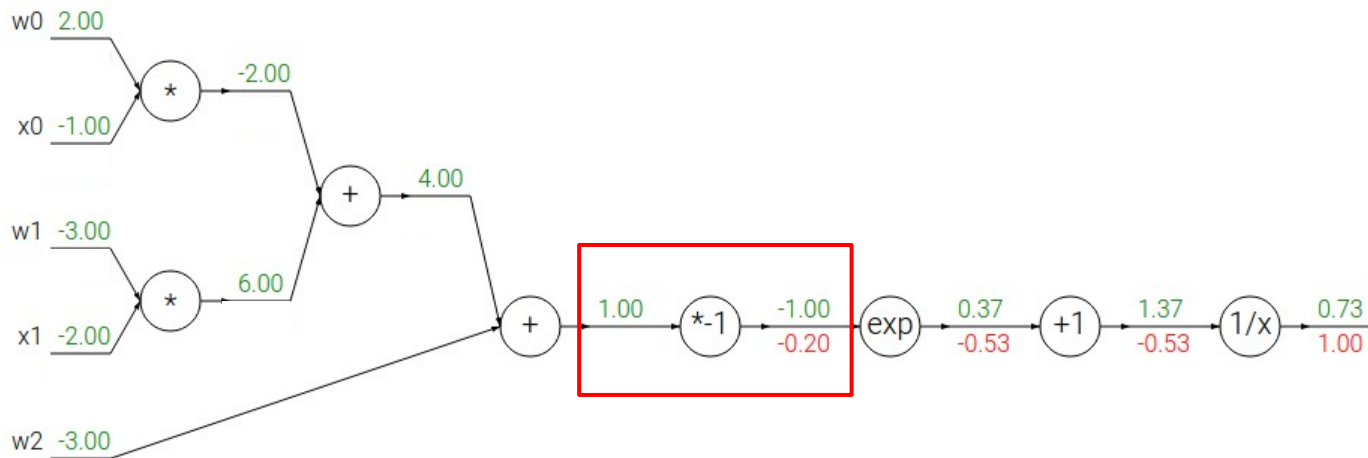 w0 2.00
* -2.00
x0 -1.00
+ 4.00
w1 -3.00
* 6.00
x1 -2.00
+ 1.00 *-1 -1.00 exp 0.37 +1 1.37 1/x 0.73
-0.20 -0.53 -0.53 1.00
w2 -3.00